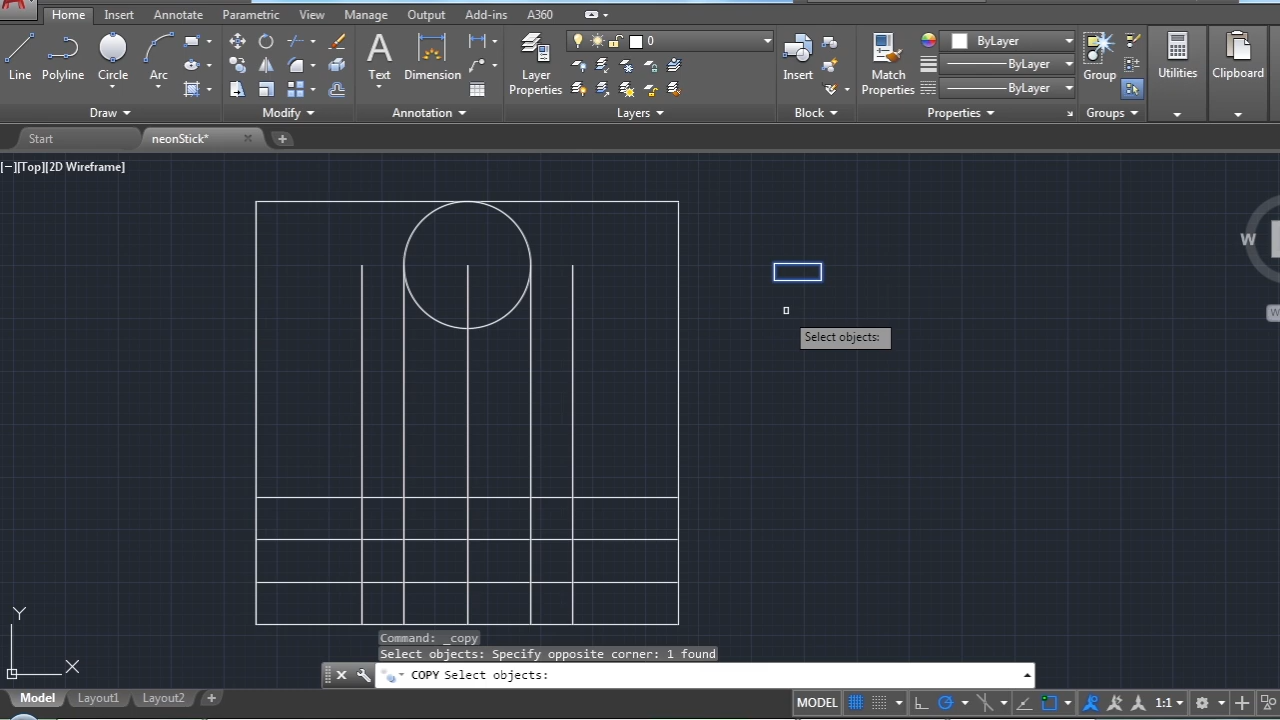 Home Insert Annotate Parametric View Manage Output Add-ins A360
Line Polyline Circle Arc
Text Dimension
Layer Properties
0
Insert
Match Properties
ByLayer
ByLayer
ByLayer
Group
Utilities
Clipboard
Draw Modify Annotation Layers Block Properties Groups
Start neonStick*
[−][Top][2D Wireframe]
W
Select objects:
Y
X
Command: _copy
Select objects: Specify opposite corner: 1 found
COPY Select objects:
Model Layout1 Layout2
MODEL 1:1